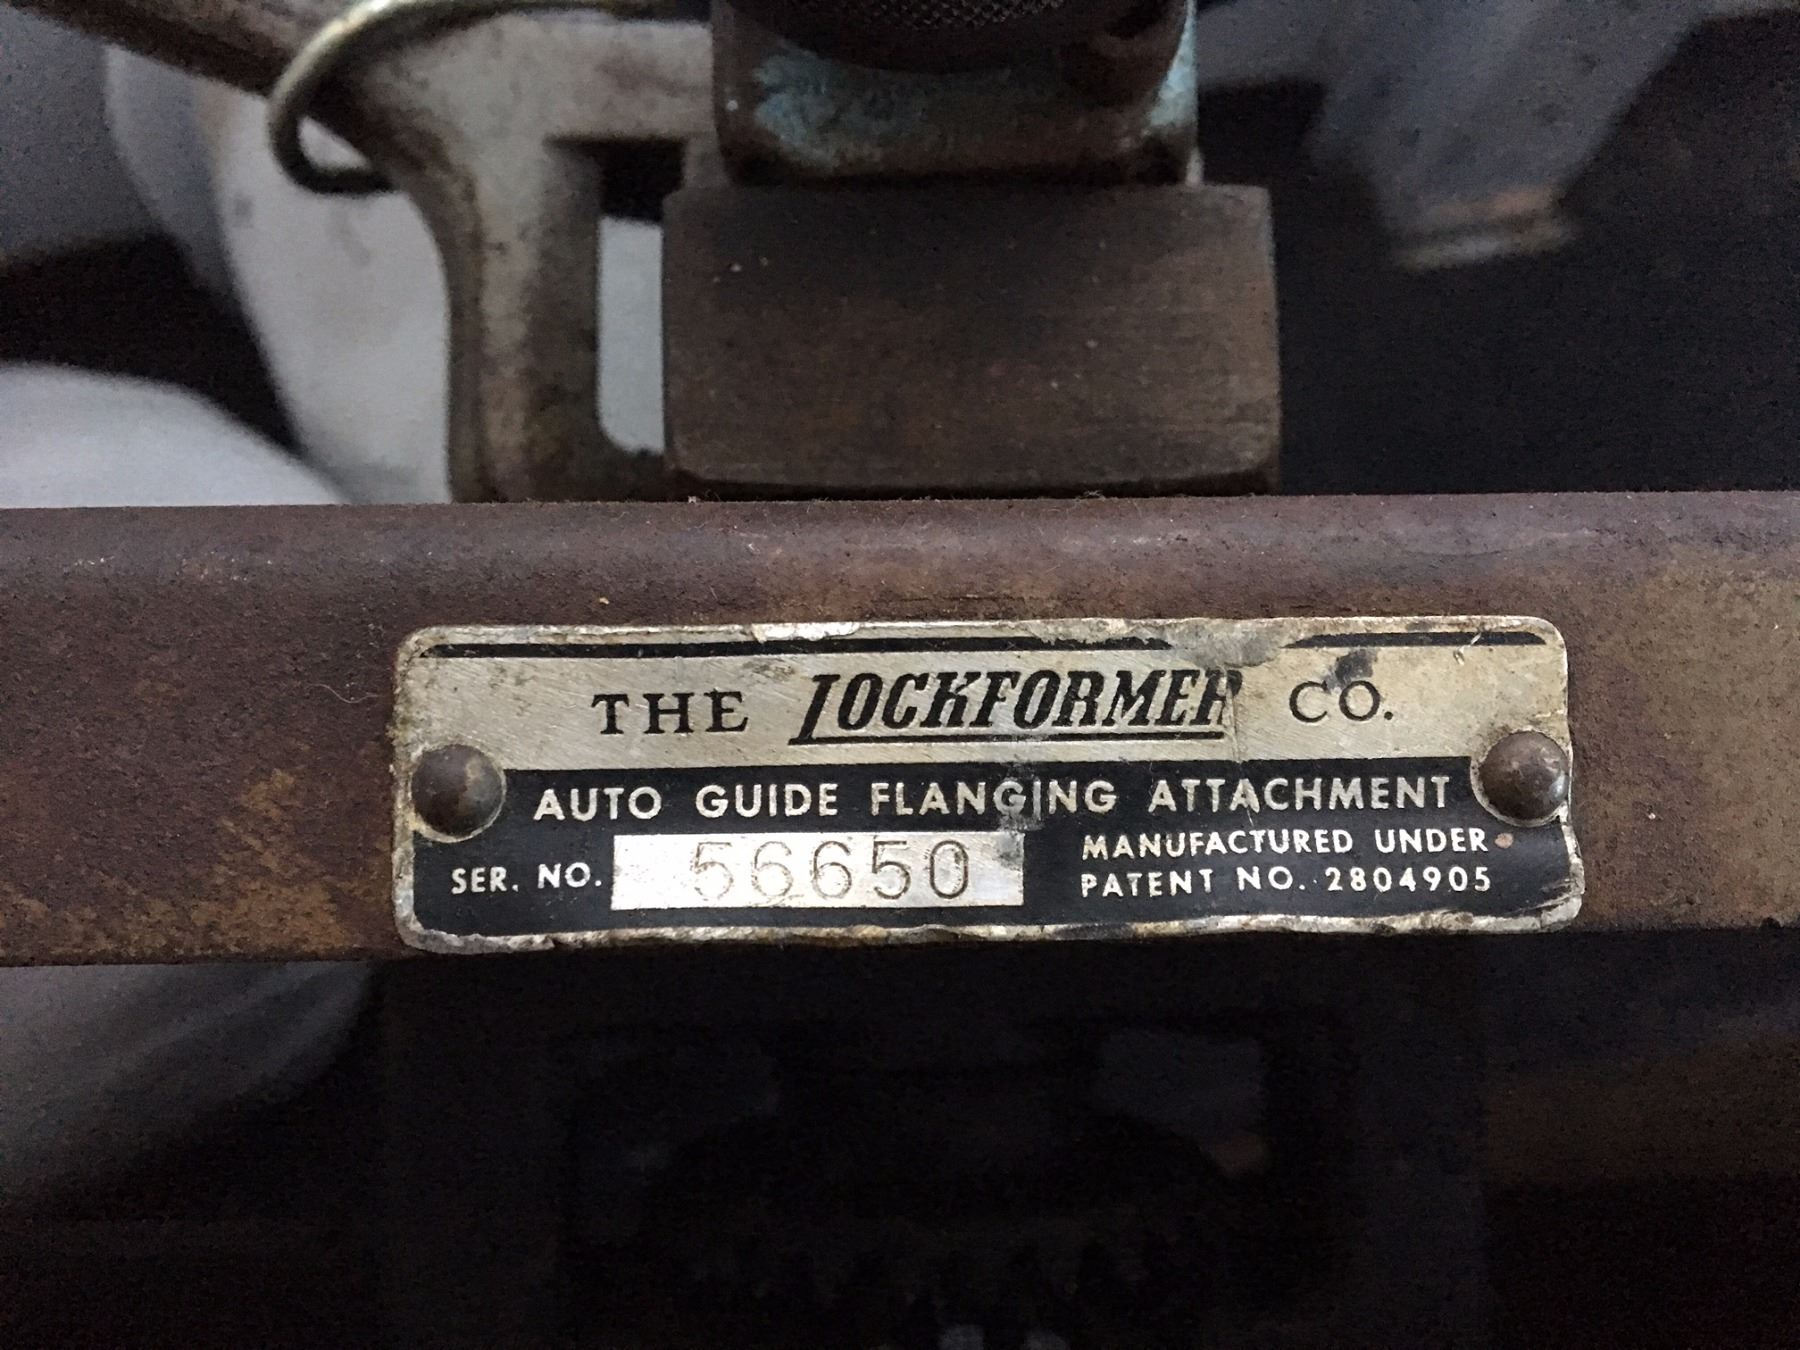 THE LOCKFORMER CO.
AUTO GUIDE FLANGING ATTACHMENT
SER. NO. 56650
MANUFACTURED UNDER
PATENT NO. 2804905